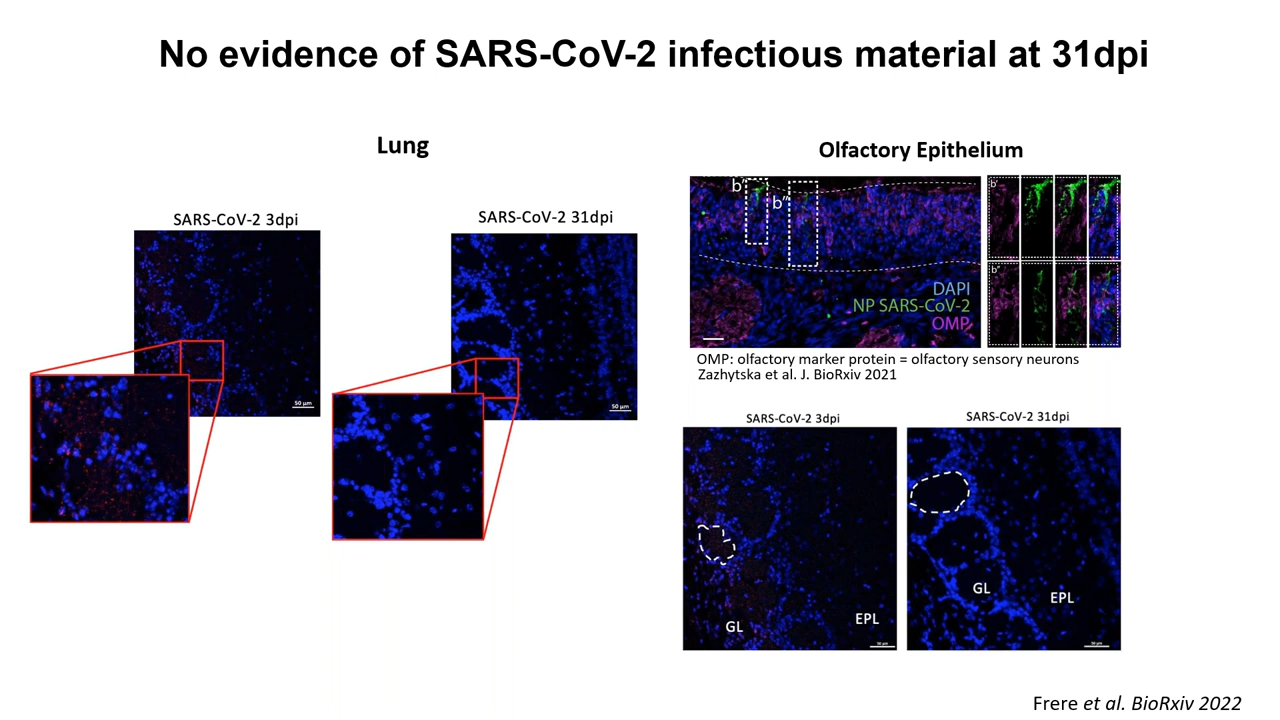 No evidence of SARS-CoV-2 infectious material at 31dpi
Lung
SARS-CoV-2 3dpi
50 µm
SARS-CoV-2 31dpi
50 µm
Olfactory Epithelium
b'
b''
DAPI
NP SARS-CoV-2
OMP
b'
b''
OMP: olfactory marker protein = olfactory sensory neurons
Zazhytska et al. J. BioRxiv 2021
SARS-CoV-2 3dpi
GL
EPL
50 µm
SARS-CoV-2 31dpi
GL
EPL
Frere et al. BioRxiv 2022